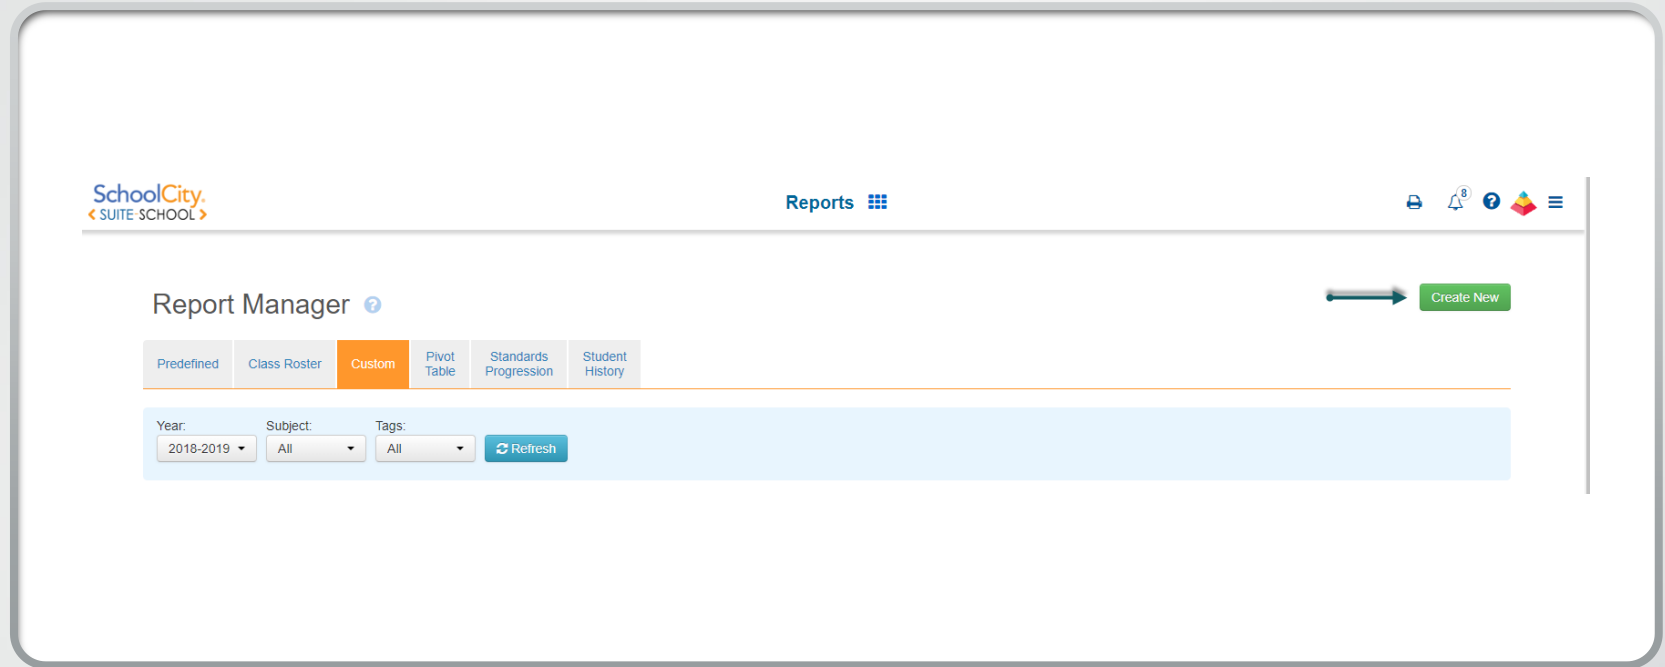 SchoolCity.
< SUITE-SCHOOL >
Reports
8
?
Report Manager ?
Create New
Predefined
Class Roster
Custom
Pivot
Table
Standards
Progression
Student
History
Year:
Subject:
Tags:
2018-2019
All
All
Refresh